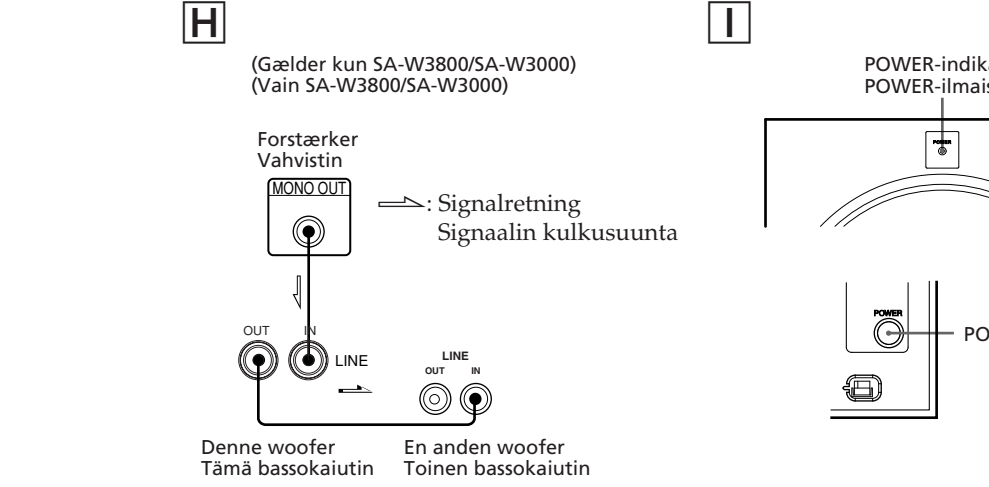 H
(Gælder kun SA-W3800/SA-W3000)
(Vain SA-W3800/SA-W3000)
Forstærker
Vahvistin
MONO OUT
: Signalretning
Signaalin kulkusuunta
OUT
IN
LINE
LINE
OUT IN
Denne woofer
Tämä bassokaiutin
En anden woofer
Toinen bassokaiutin
I
POWER-indika
POWER-ilmais
POWER
POWER
PO